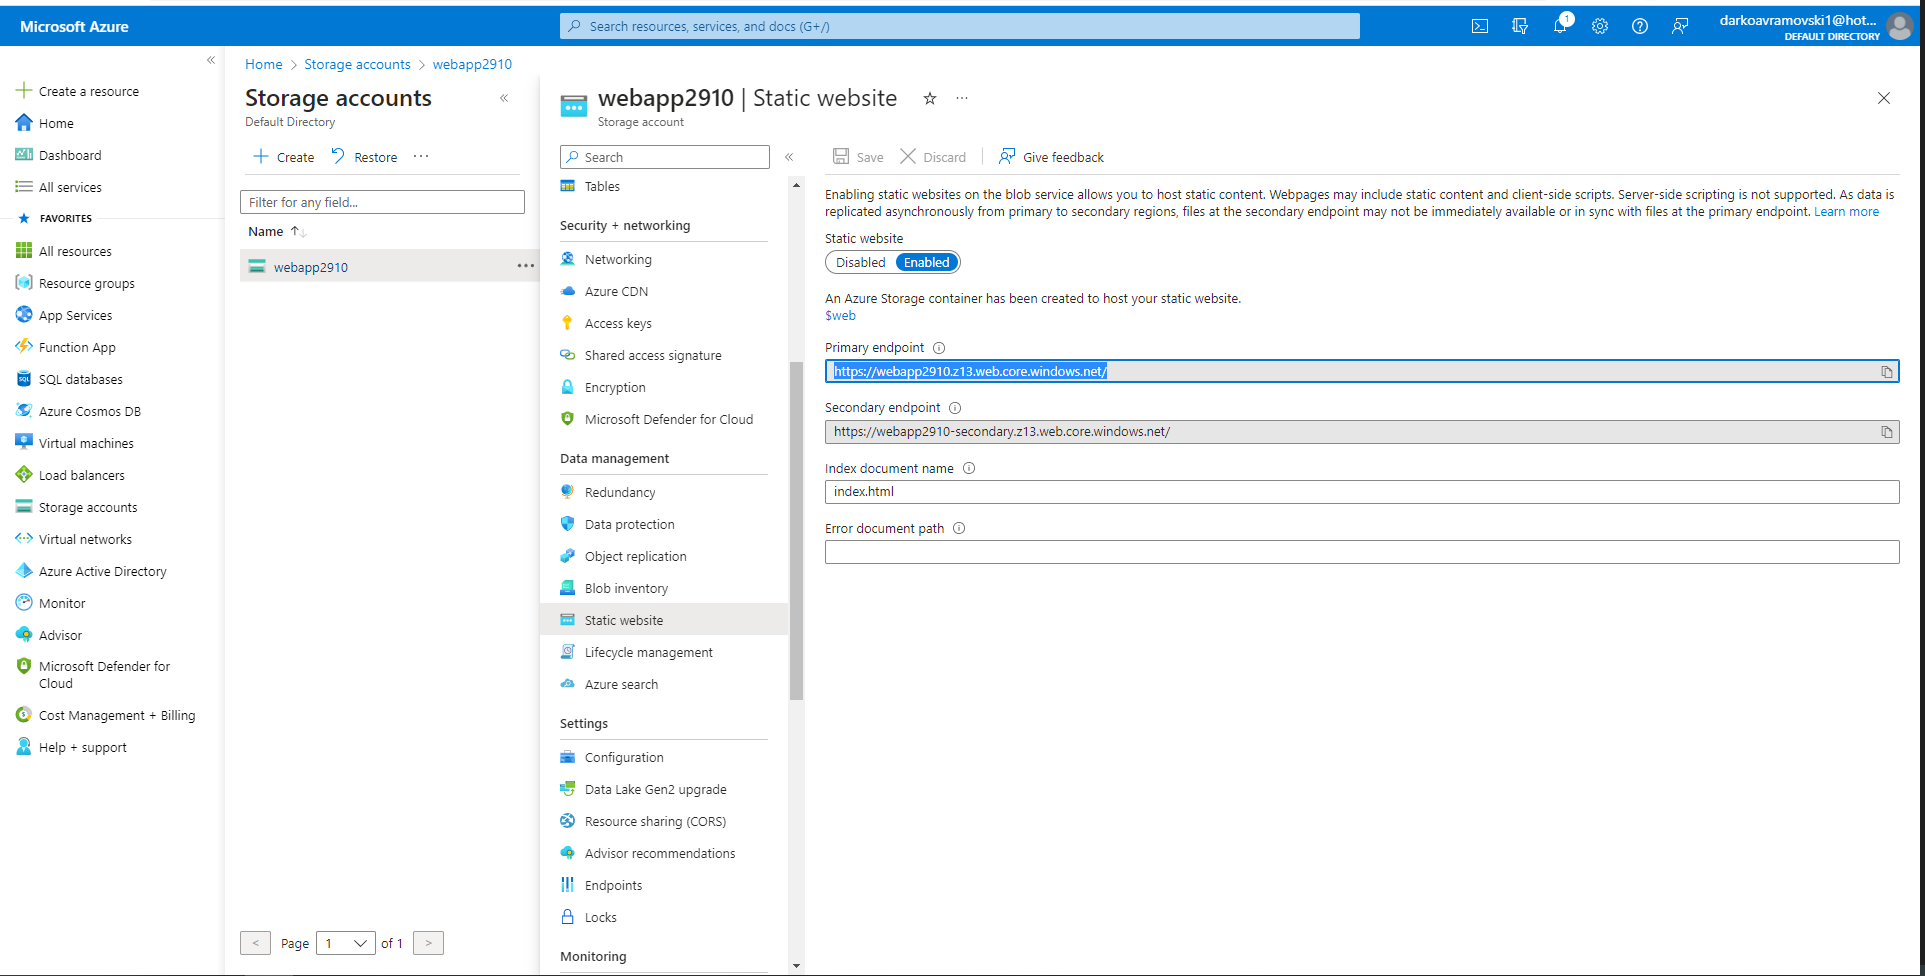 Microsoft Azure
Search resources, services, and docs (G+/)
1
darkoavramovski1@hot...
DEFAULT DIRECTORY
«
Create a resource
Home
Dashboard
All services
FAVORITES
All resources
Resource groups
App Services
Function App
SQL databases
Azure Cosmos DB
Virtual machines
Load balancers
Storage accounts
Virtual networks
Azure Active Directory
Monitor
Advisor
Microsoft Defender for
Cloud
Cost Management + Billing
Help + support
Home > Storage accounts > webapp2910
Storage accounts «
Default Directory
Create Restore ...
Filter for any field...
Name ↑↓
webapp2910 ...
< Page 1 of 1 >
webapp2910 | Static website ...
Storage account
Search «
Tables
Security + networking
Networking
Azure CDN
Access keys
Shared access signature
Encryption
Microsoft Defender for Cloud
Data management
Redundancy
Data protection
Object replication
Blob inventory
Static website
Lifecycle management
Azure search
Settings
Configuration
Data Lake Gen2 upgrade
Resource sharing (CORS)
Advisor recommendations
Endpoints
Locks
Monitoring
Save Discard Give feedback
Enabling static websites on the blob service allows you to host static content. Webpages may include static content and client-side scripts. Server-side scripting is not supported. As data is
replicated asynchronously from primary to secondary regions, files at the secondary endpoint may not be immediately available or in sync with files at the primary endpoint. Learn more
Static website
Disabled Enabled
An Azure Storage container has been created to host your static website.
$web
Primary endpoint
https://webapp2910.z13.web.core.windows.net/
Secondary endpoint
https://webapp2910-secondary.z13.web.core.windows.net/
Index document name
index.html
Error document path